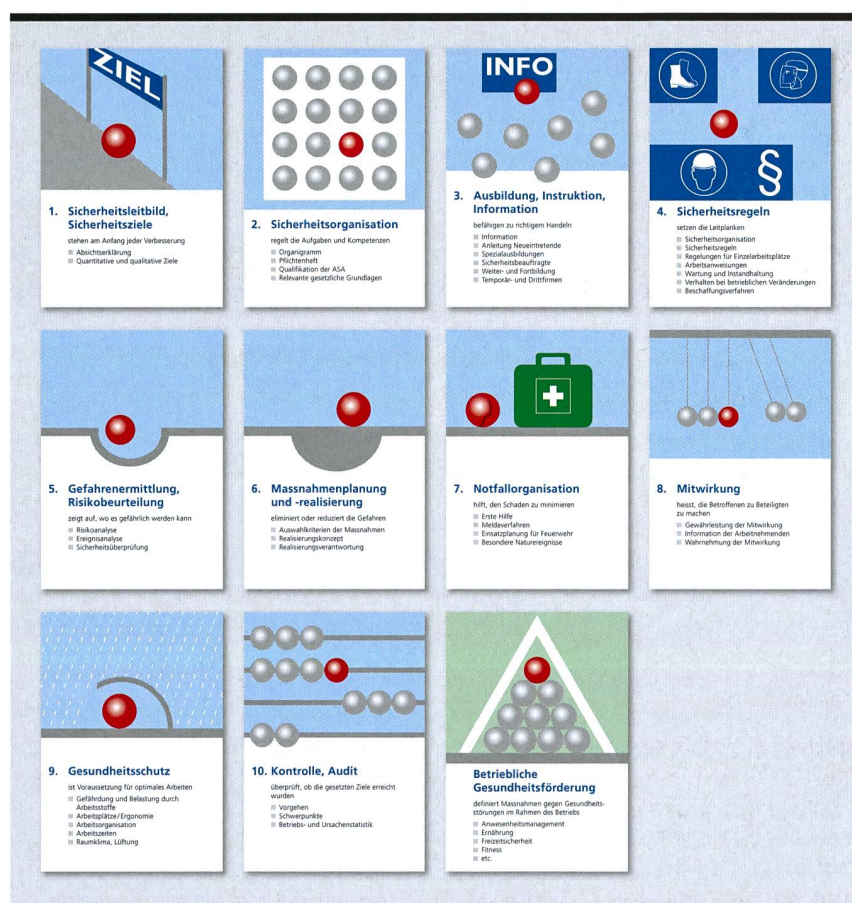 ZIEL
1. Sicherheitsleitbild,
Sicherheitsziele
stehen am Anfang jeder Verbesserung
Absichtserklärung
Quantitative und qualitative Ziele
2. Sicherheitsorganisation
regelt die Aufgaben und Kompetenzen
Organigramm
Pflichtenheft
Qualifikation der ASA
Relevante gesetzliche Grundlagen
INFO
3. Ausbildung, Instruktion,
Information
befähigen zu richtigem Handeln
Information
Anleitung Neueintretende
Spezialausbildungen
Sicherheitsbeauftragte
Weiter- und Fortbildung
Temporär- und Drittfirmen
§
4. Sicherheitsregeln
setzen die Leitplanken
Sicherheitsorganisation
Sicherheitsregeln
Regelungen für Einzelarbeitsplätze
Arbeitsanweisungen
Wartung und Instandhaltung
Verhalten bei betrieblichen Veränderungen
Beschaffungsverfahren
5. Gefahrenermittlung,
Risikobeurteilung
zeigt auf, wo es gefährlich werden kann
Risikoanalyse
Ereignisanalyse
Sicherheitsüberprüfung
6. Massnahmenplanung
und -realisierung
eliminiert oder reduziert die Gefahren
Auswahlkriterien der Massnahmen
Realisierungskonzept
Realisierungsverantwortung
7. Notfallorganisation
hilft, den Schaden zu minimieren
Erste Hilfe
Meldeverfahren
Einsatzplanung für Feuerwehr
Besondere Naturereignisse
8. Mitwirkung
heisst, die Betroffenen zu Beteiligten
zu machen
Gewährleistung der Mitwirkung
Information der Arbeitnehmenden
Wahrnehmung der Mitwirkung
9. Gesundheitsschutz
ist Voraussetzung für optimales Arbeiten
Gefährdung und Belastung durch
Arbeitsstoffe
Arbeitsplätze/Ergonomie
Arbeitsorganisation
Arbeitszeiten
Raumklima, Lüftung
10. Kontrolle, Audit
überprüft, ob die gesetzten Ziele erreicht
wurden
Vorgehen
Schwerpunkte
Betriebs- und Ursachenstatistik
Betriebliche
Gesundheitsförderung
definiert Massnahmen gegen Gesundheits-
störungen im Rahmen des Betriebs
Anwesenheitsmanagement
Ernährung
Freizeitsicherheit
Fitness
etc.